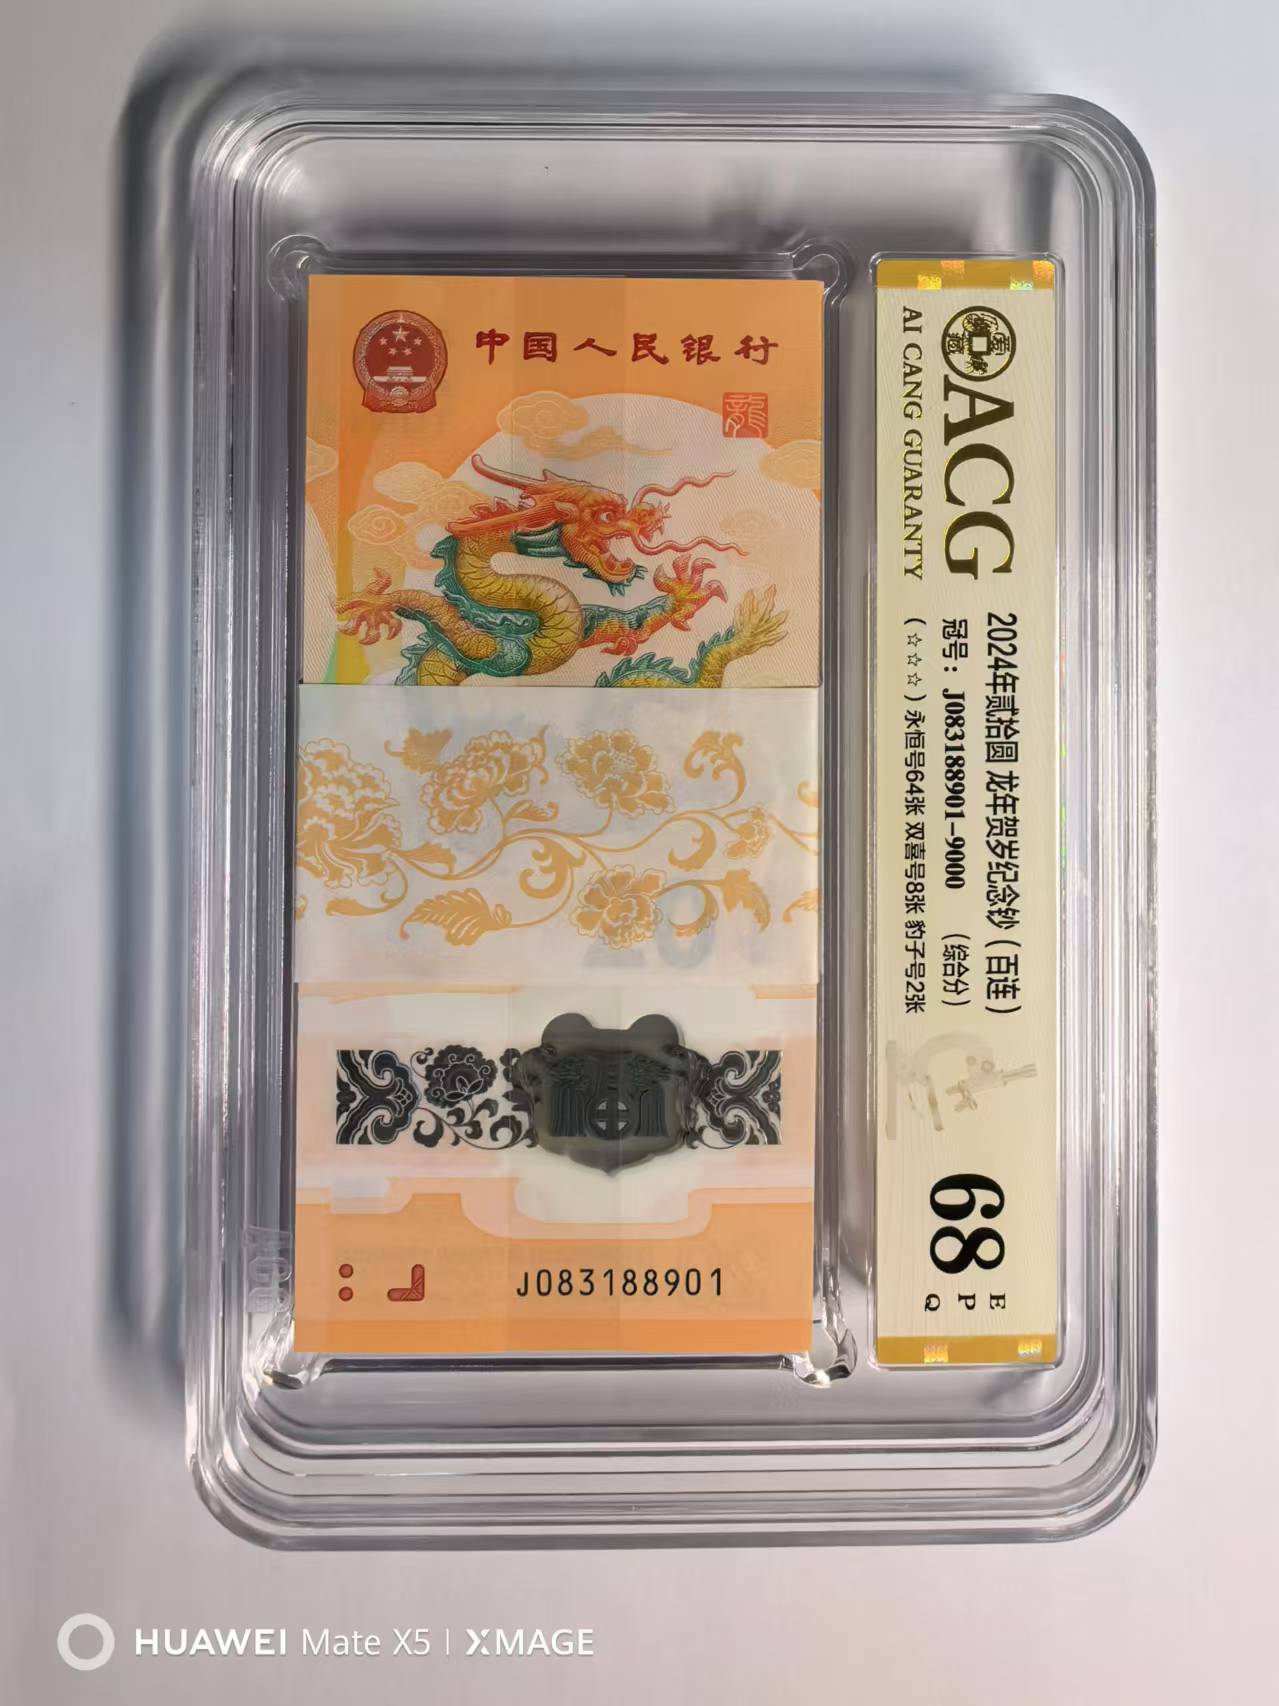 中国人民银行
龍
J083188901
ACG
AI CANG GUARANTY
2024年贰拾圆 龙年贺岁纪念钞（百连）
冠号：J083188901-9000 （综合分）
（☆☆☆）永恒号64张 双喜号8张 豹子号2张
68
E
P
Q
HUAWEI Mate X5 | XMAGE